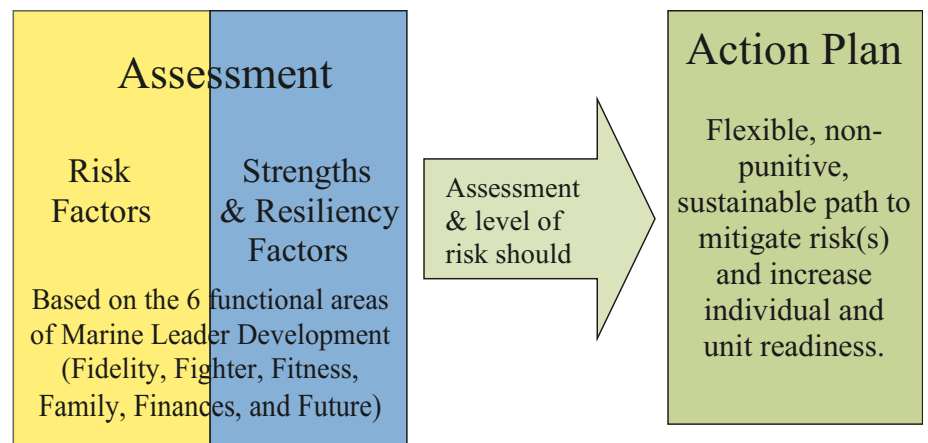 Assessment
Risk
Factors
Strengths
& Resiliency
Factors
Based on the 6 functional areas
of Marine Leader Development
(Fidelity, Fighter, Fitness,
Family, Finances, and Future)
Assessment
& level of
risk should
Action Plan
Flexible, non-
punitive,
sustainable path to
mitigate risk(s)
and increase
individual and
unit readiness.